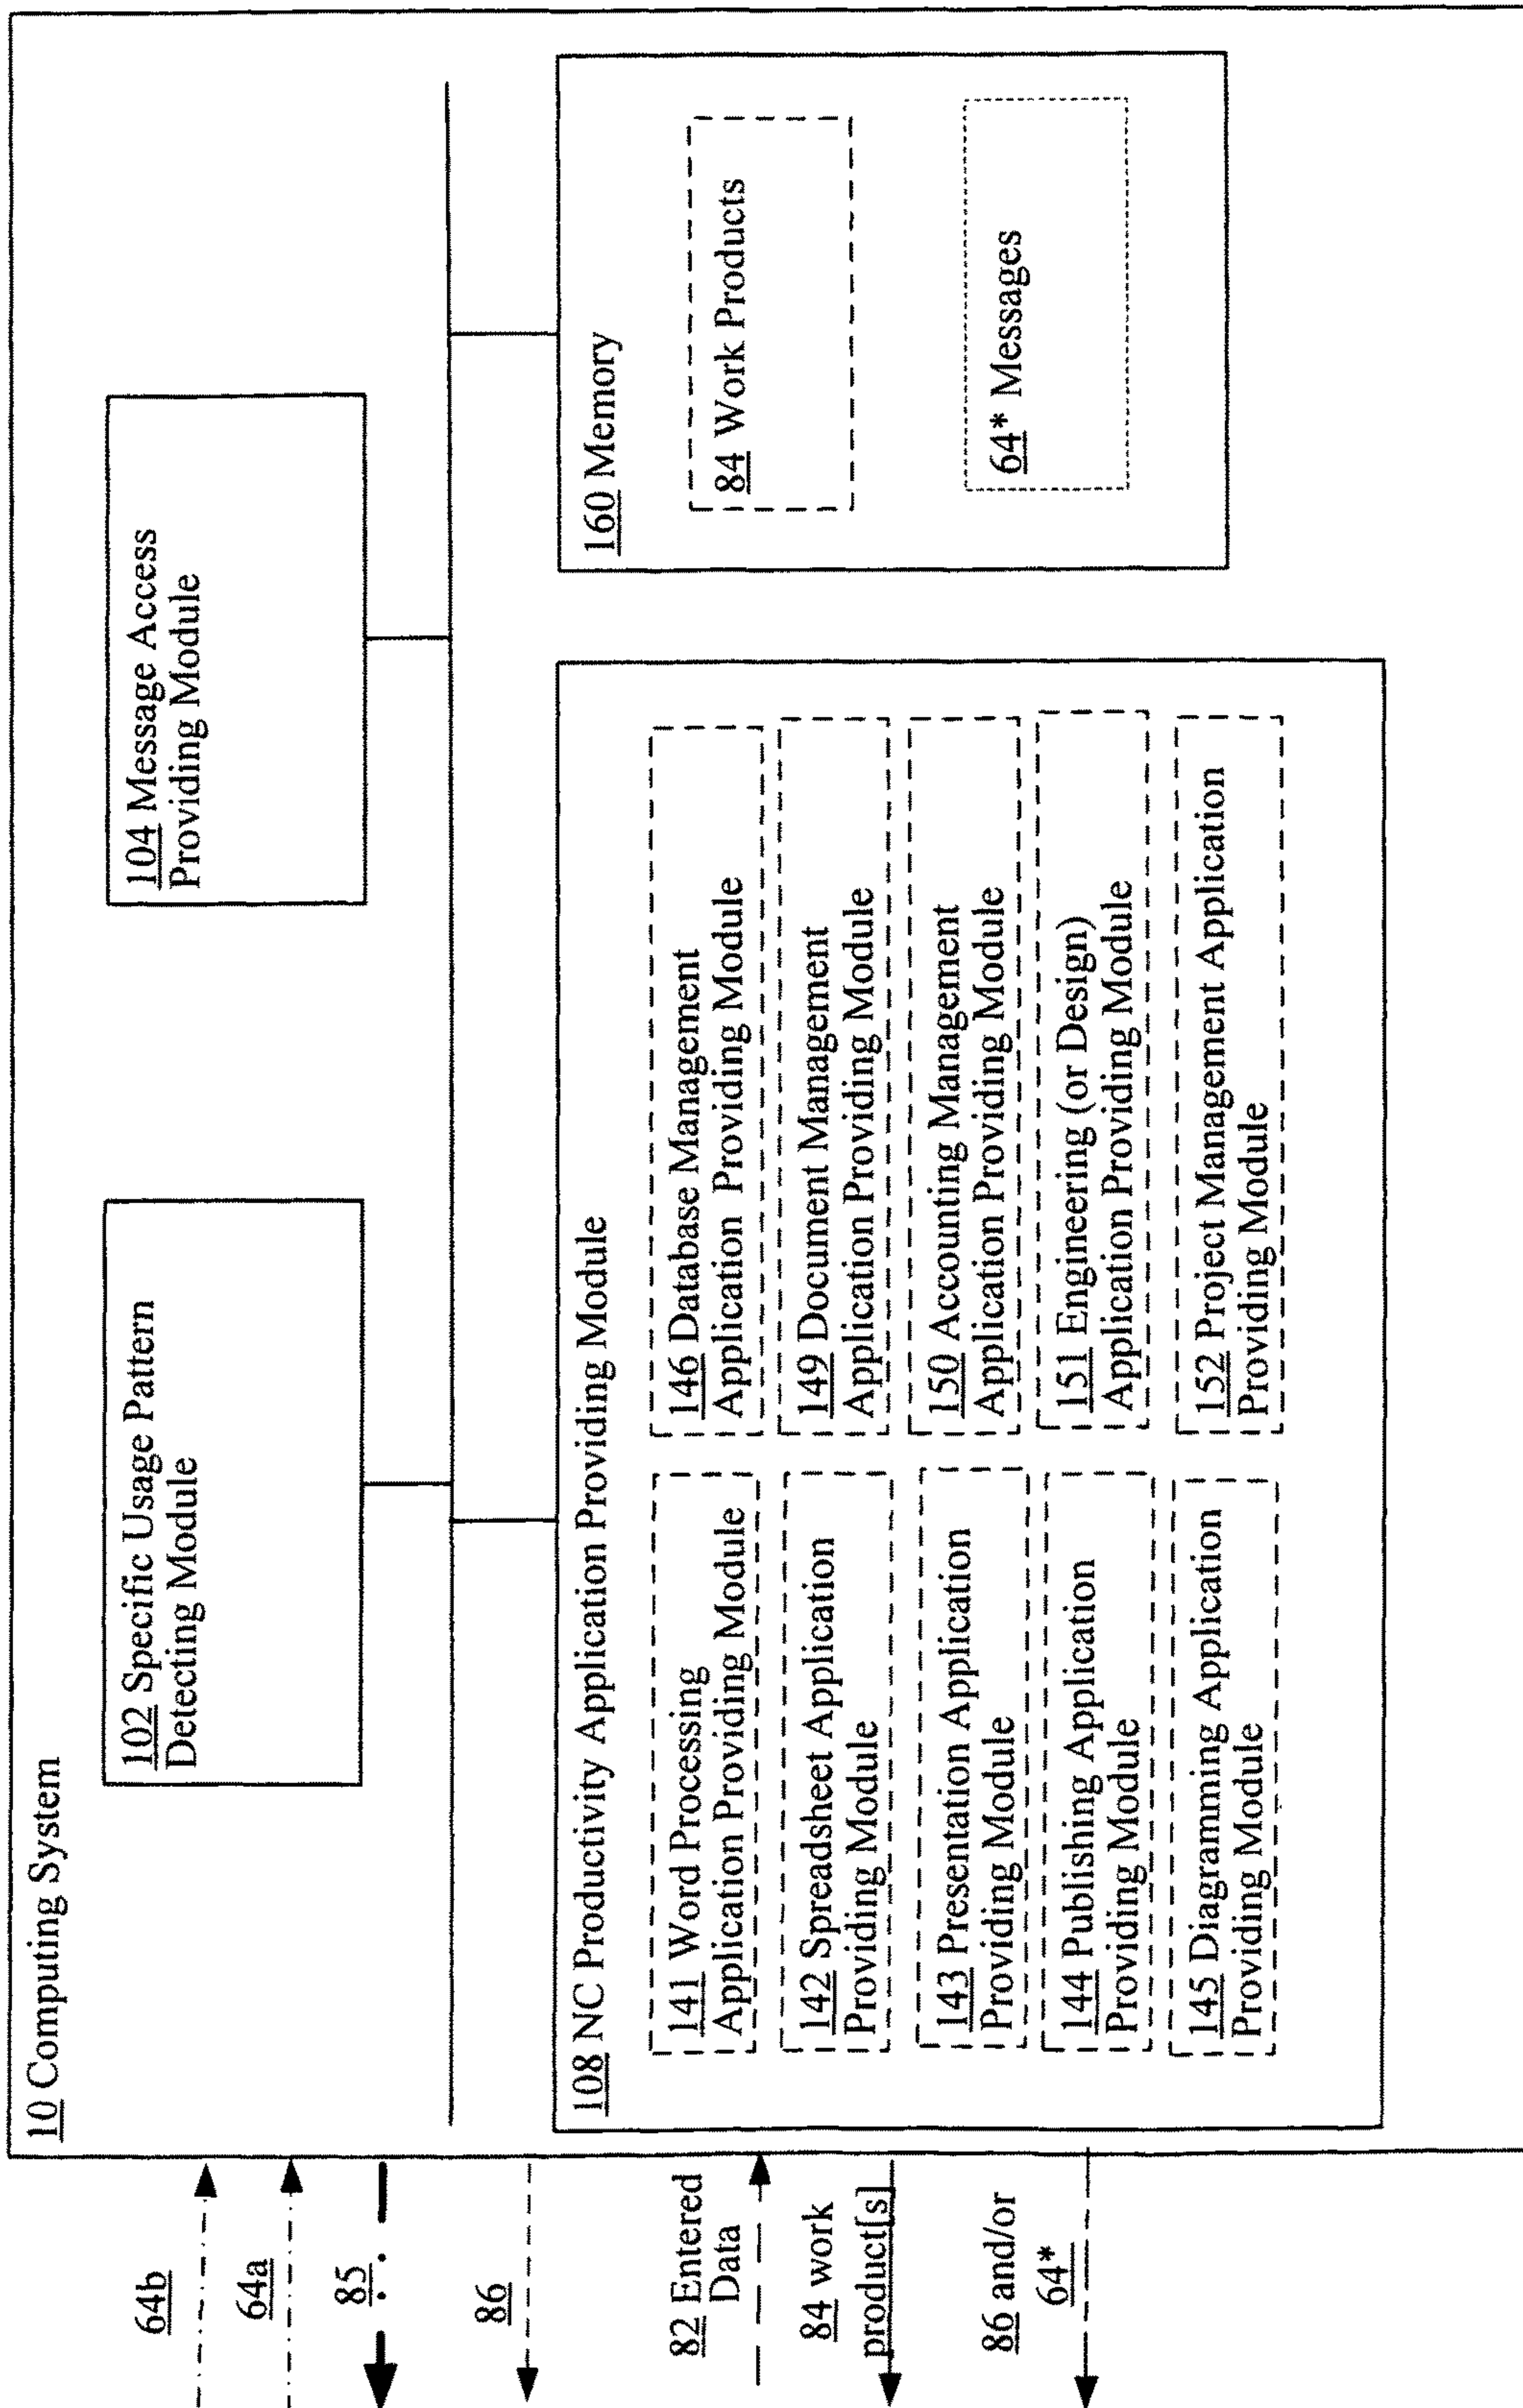 10 Computing System
102 Specific Usage Pattern
Detecting Module
104 Message Access
Providing Module
108 NC Productivity Application Providing Module
141 Word Processing
Application Providing Module
142 Spreadsheet Application
Providing Module
143 Presentation Application
Providing Module
144 Publishing Application
Providing Module
145 Diagramming Application
Providing Module
146 Database Management
Application Providing Module
149 Document Management
Application Providing Module
150 Accounting Management
Application Providing Module
151 Engineering (or Design)
Application Providing Module
152 Project Management Application
Providing Module
160 Memory
84 Work Products
64* Messages
64b
64a
85
86
82 Entered
Data
84 work
product[s]
86 and/or
64*